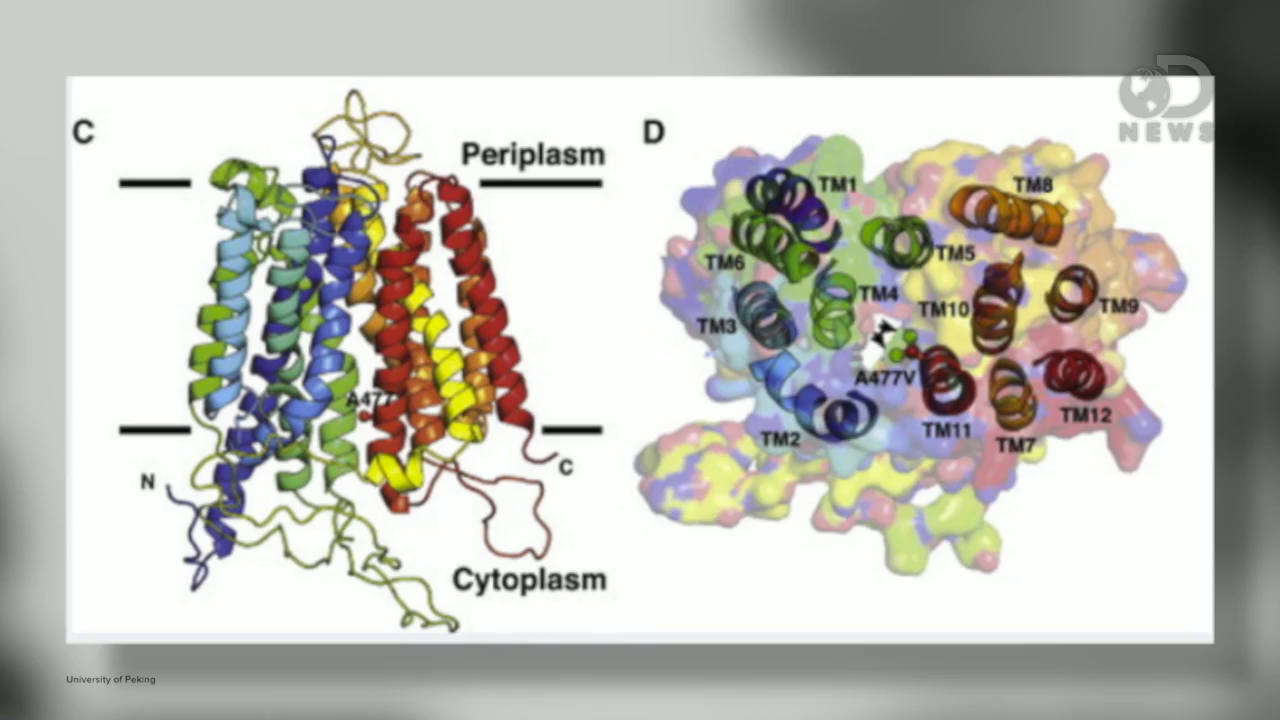 C
Periplasm
A477
N
C
Cytoplasm
D
TM1
TM8
TM6
TM5
TM4
TM3
TM10
TM9
A477V
TM2
TM11
TM7
TM12
D
NEWS
University of Peking